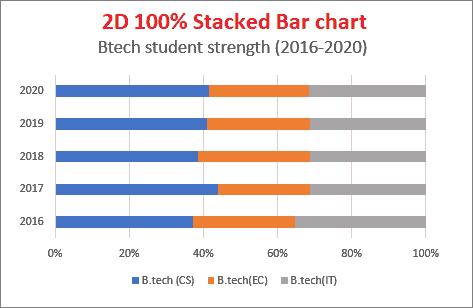 2D 100% Stacked Bar chart
Btech student strength (2016-2020)
2020
2019
2018
2017
2016
0% 20% 40% 60% 80% 100%
B.tech (CS) B.tech(EC) B.tech(IT)